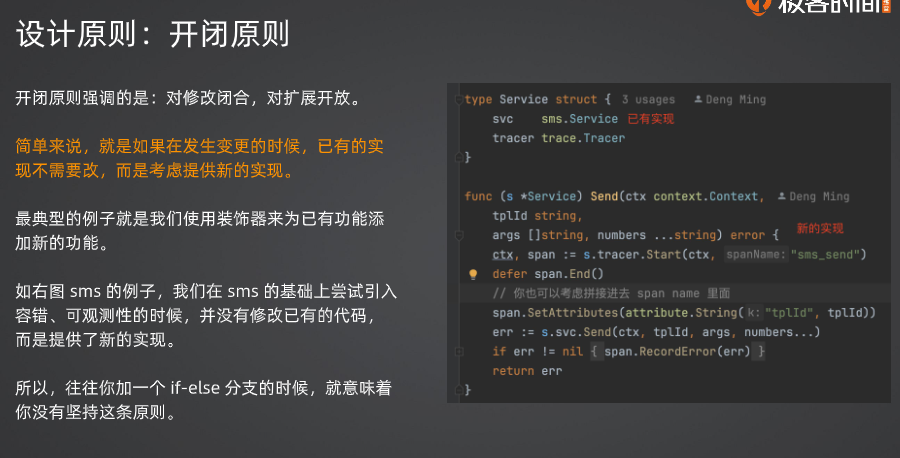 极客时间
设计原则：开闭原则
开闭原则强调的是：对修改闭合，对扩展开放。
简单来说，就是如果在发生变更的时候，已有的实
现不需要改，而是考虑提供新的实现。
最典型的例子就是我们使用装饰器来为已有功能添
加新的功能。
如右图 sms 的例子，我们在 sms 的基础上尝试引入
容错、可观测性的时候，并没有修改已有的代码，
而是提供了新的实现。
所以，往往你加一个 if-else 分支的时候，就意味着
你没有坚持这条原则。
type Service struct { 3 usages Deng Ming
svc sms.Service 已有实现
tracer trace.Tracer
}
func (s *Service) Send(ctx context.Context, Deng Ming
tplId string,
args []string, numbers ...string) error { 新的实现
ctx, span := s.tracer.Start(ctx, spanName: "sms_send")
defer span.End()
// 你也可以考虑拼接进去 span name 里面
span.SetAttributes(attribute.String( k: "tplId", tplId))
err := s.svc.Send(ctx, tplId, args, numbers...)
if err != nil { span.RecordError(err) }
return err
}